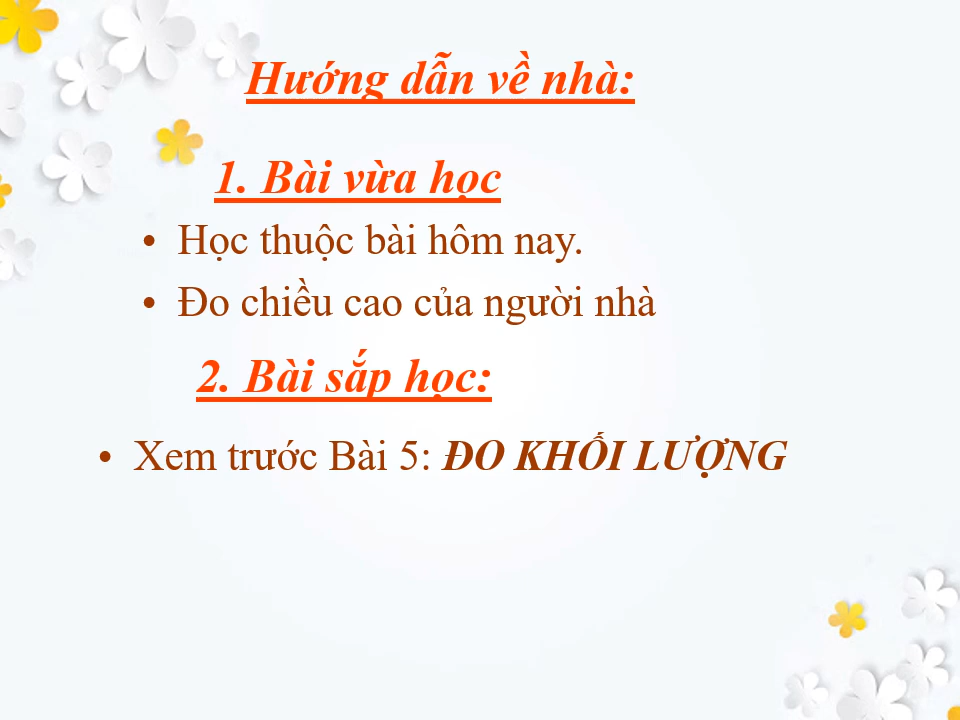 Hướng dẫn về nhà:
1. Bài vừa học
• Học thuộc bài hôm nay.
• Đo chiều cao của người nhà
2. Bài sắp học:
• Xem trước Bài 5: ĐO KHỐI LƯỢNG